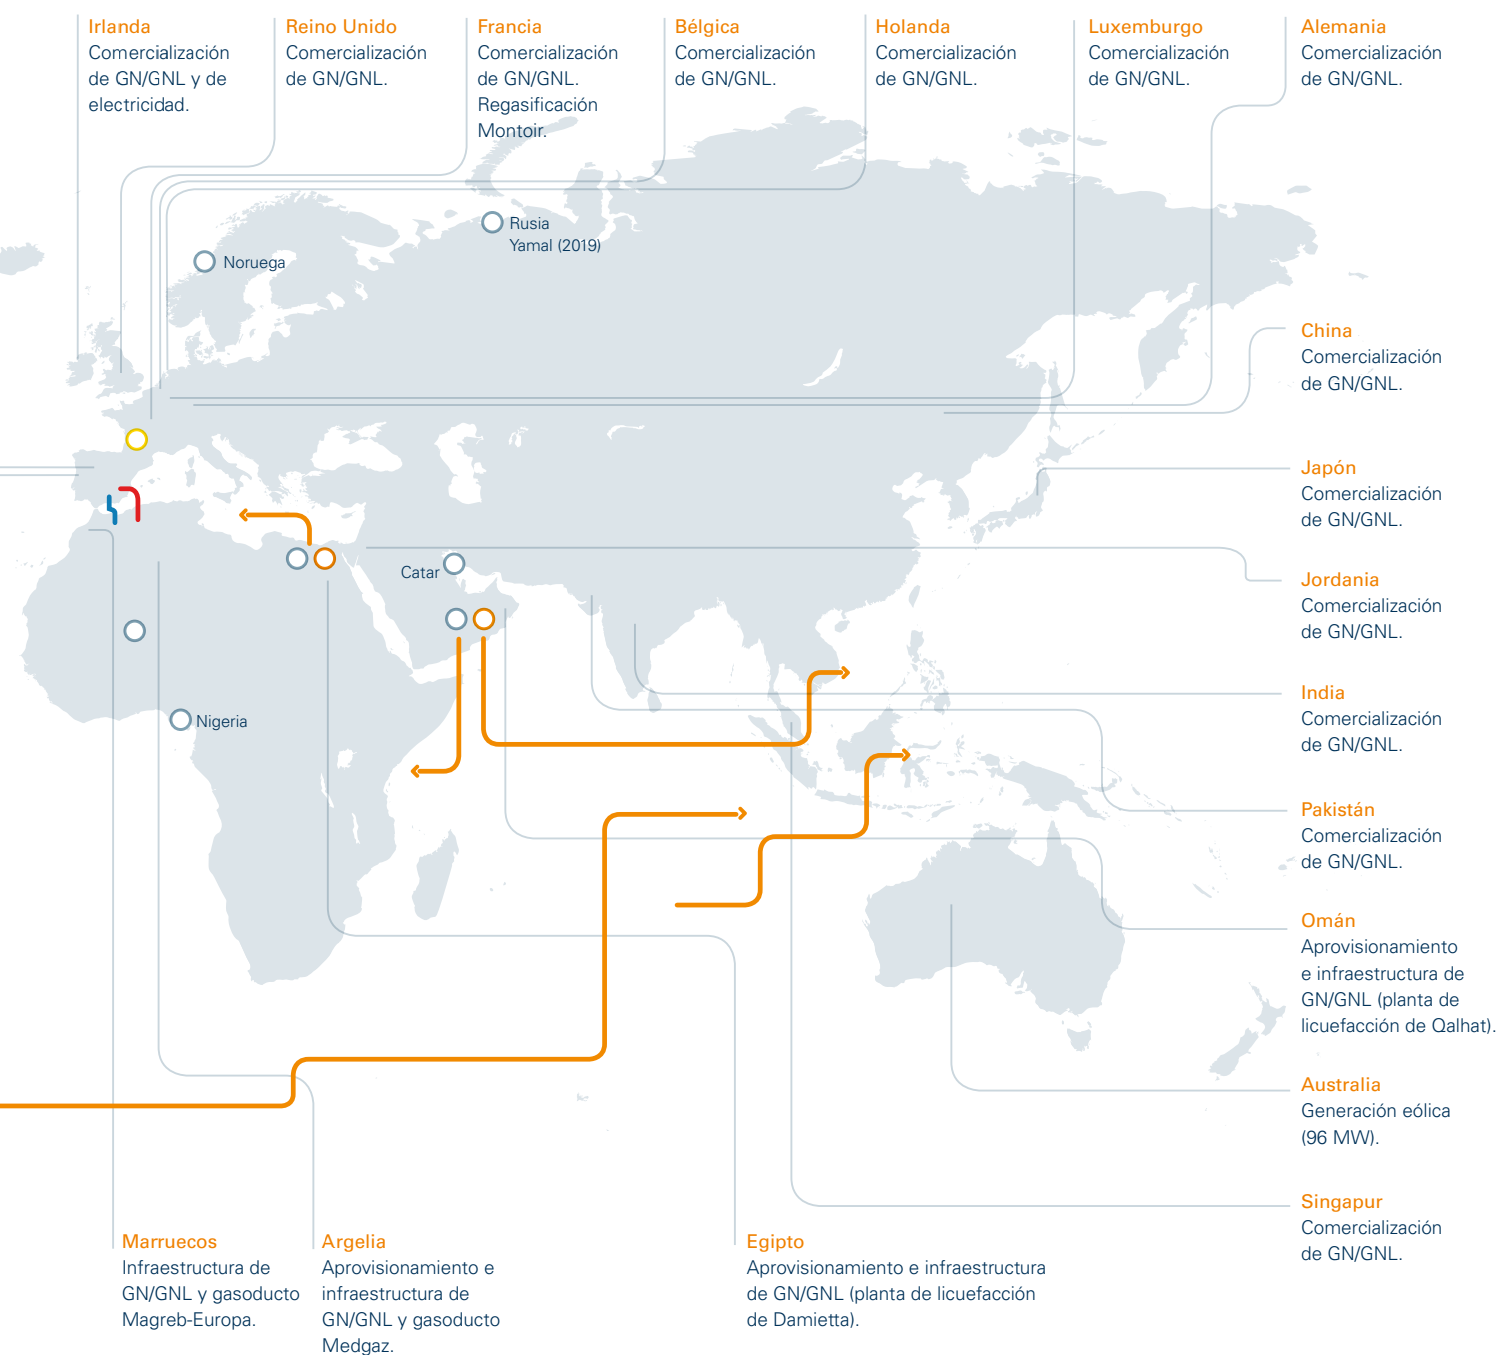 Irlanda
Comercialización
de GN/GNL y de
electricidad.
Reino Unido
Comercialización
de GN/GNL.
Francia
Comercialización
de GN/GNL.
Regasificación
Montoir.
Bélgica
Comercialización
de GN/GNL.
Holanda
Comercialización
de GN/GNL.
Luxemburgo
Comercialización
de GN/GNL.
Alemania
Comercialización
de GN/GNL.
Rusia
Yamal (2019)
Noruega
China
Comercialización
de GN/GNL.
Japón
Comercialización
de GN/GNL.
Catar
Jordania
Comercialización
de GN/GNL.
India
Comercialización
de GN/GNL.
Nigeria
Pakistán
Comercialización
de GN/GNL.
Omán
Aprovisionamiento
e infraestructura de
GN/GNL (planta de
licuefacción de Qalhat).
Australia
Generación eólica
(96 MW).
Singapur
Comercialización
de GN/GNL.
Marruecos
Infraestructura de
GN/GNL y gasoducto
Magreb-Europa.
Argelia
Aprovisionamiento e
infraestructura de
GN/GNL y gasoducto
Medgaz.
Egipto
Aprovisionamiento e infraestructura
de GN/GNL (planta de licuefacción
de Damietta).